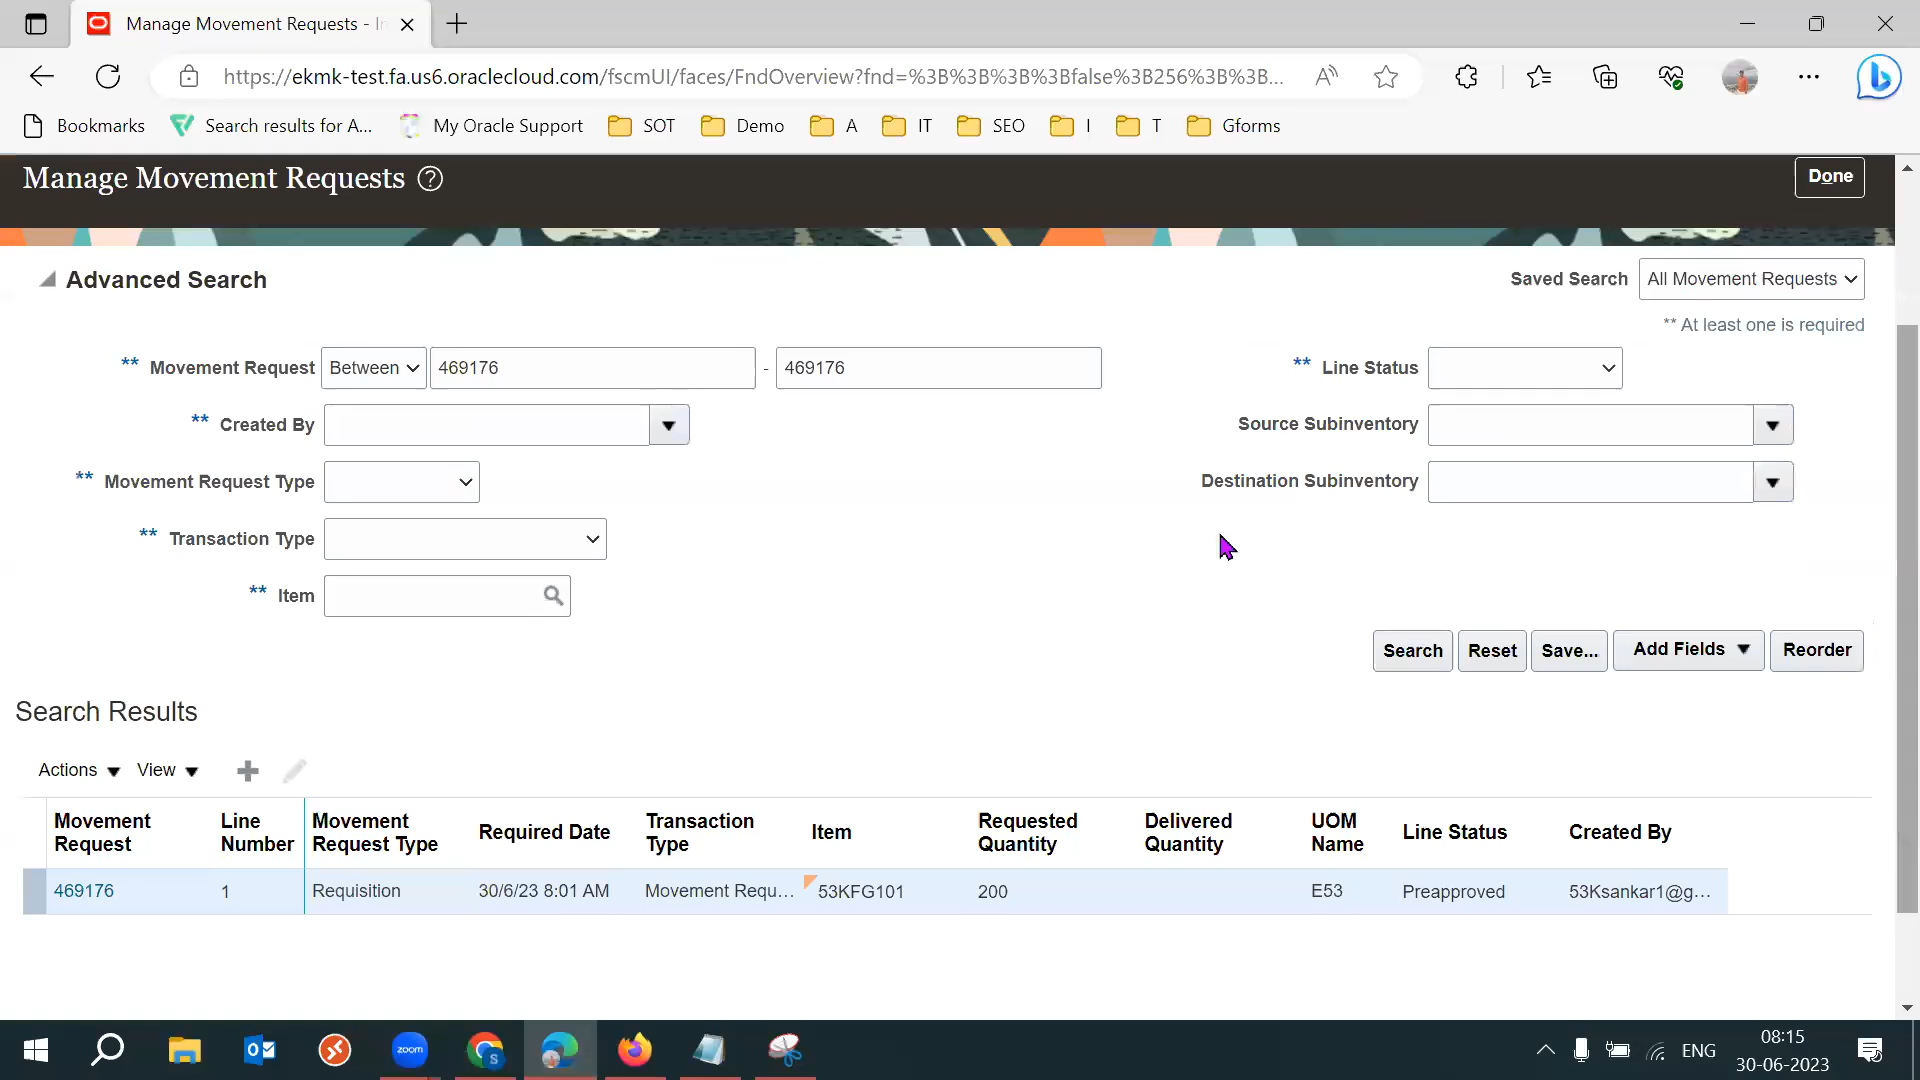 Manage Movement Requests - In
https://ekmk-test.fa.us6.oraclecloud.com/fscmUI/faces/FndOverview?fnd=%3B%3B%3B%3Bfalse%3B256%3B%3B...
Bookmarks Search results for A... My Oracle Support SOT Demo A IT SEO I T Gforms
Manage Movement Requests ? Done
Advanced Search Saved Search All Movement Requests
** At least one is required
** Movement Request Between 469176 - 469176 ** Line Status
** Created By Source Subinventory
** Movement Request Type Destination Subinventory
** Transaction Type
** Item
Search Reset Save... Add Fields Reorder
Search Results
Actions View
Movement Request Line Number Movement Request Type Required Date Transaction Type Item Requested Quantity Delivered Quantity UOM Name Line Status Created By
469176 1 Requisition 30/6/23 8:01 AM Movement Requ... 53KFG101 200 E53 Preapproved 53Ksankar1@g...
zoom S ENG 08:15
30-06-2023